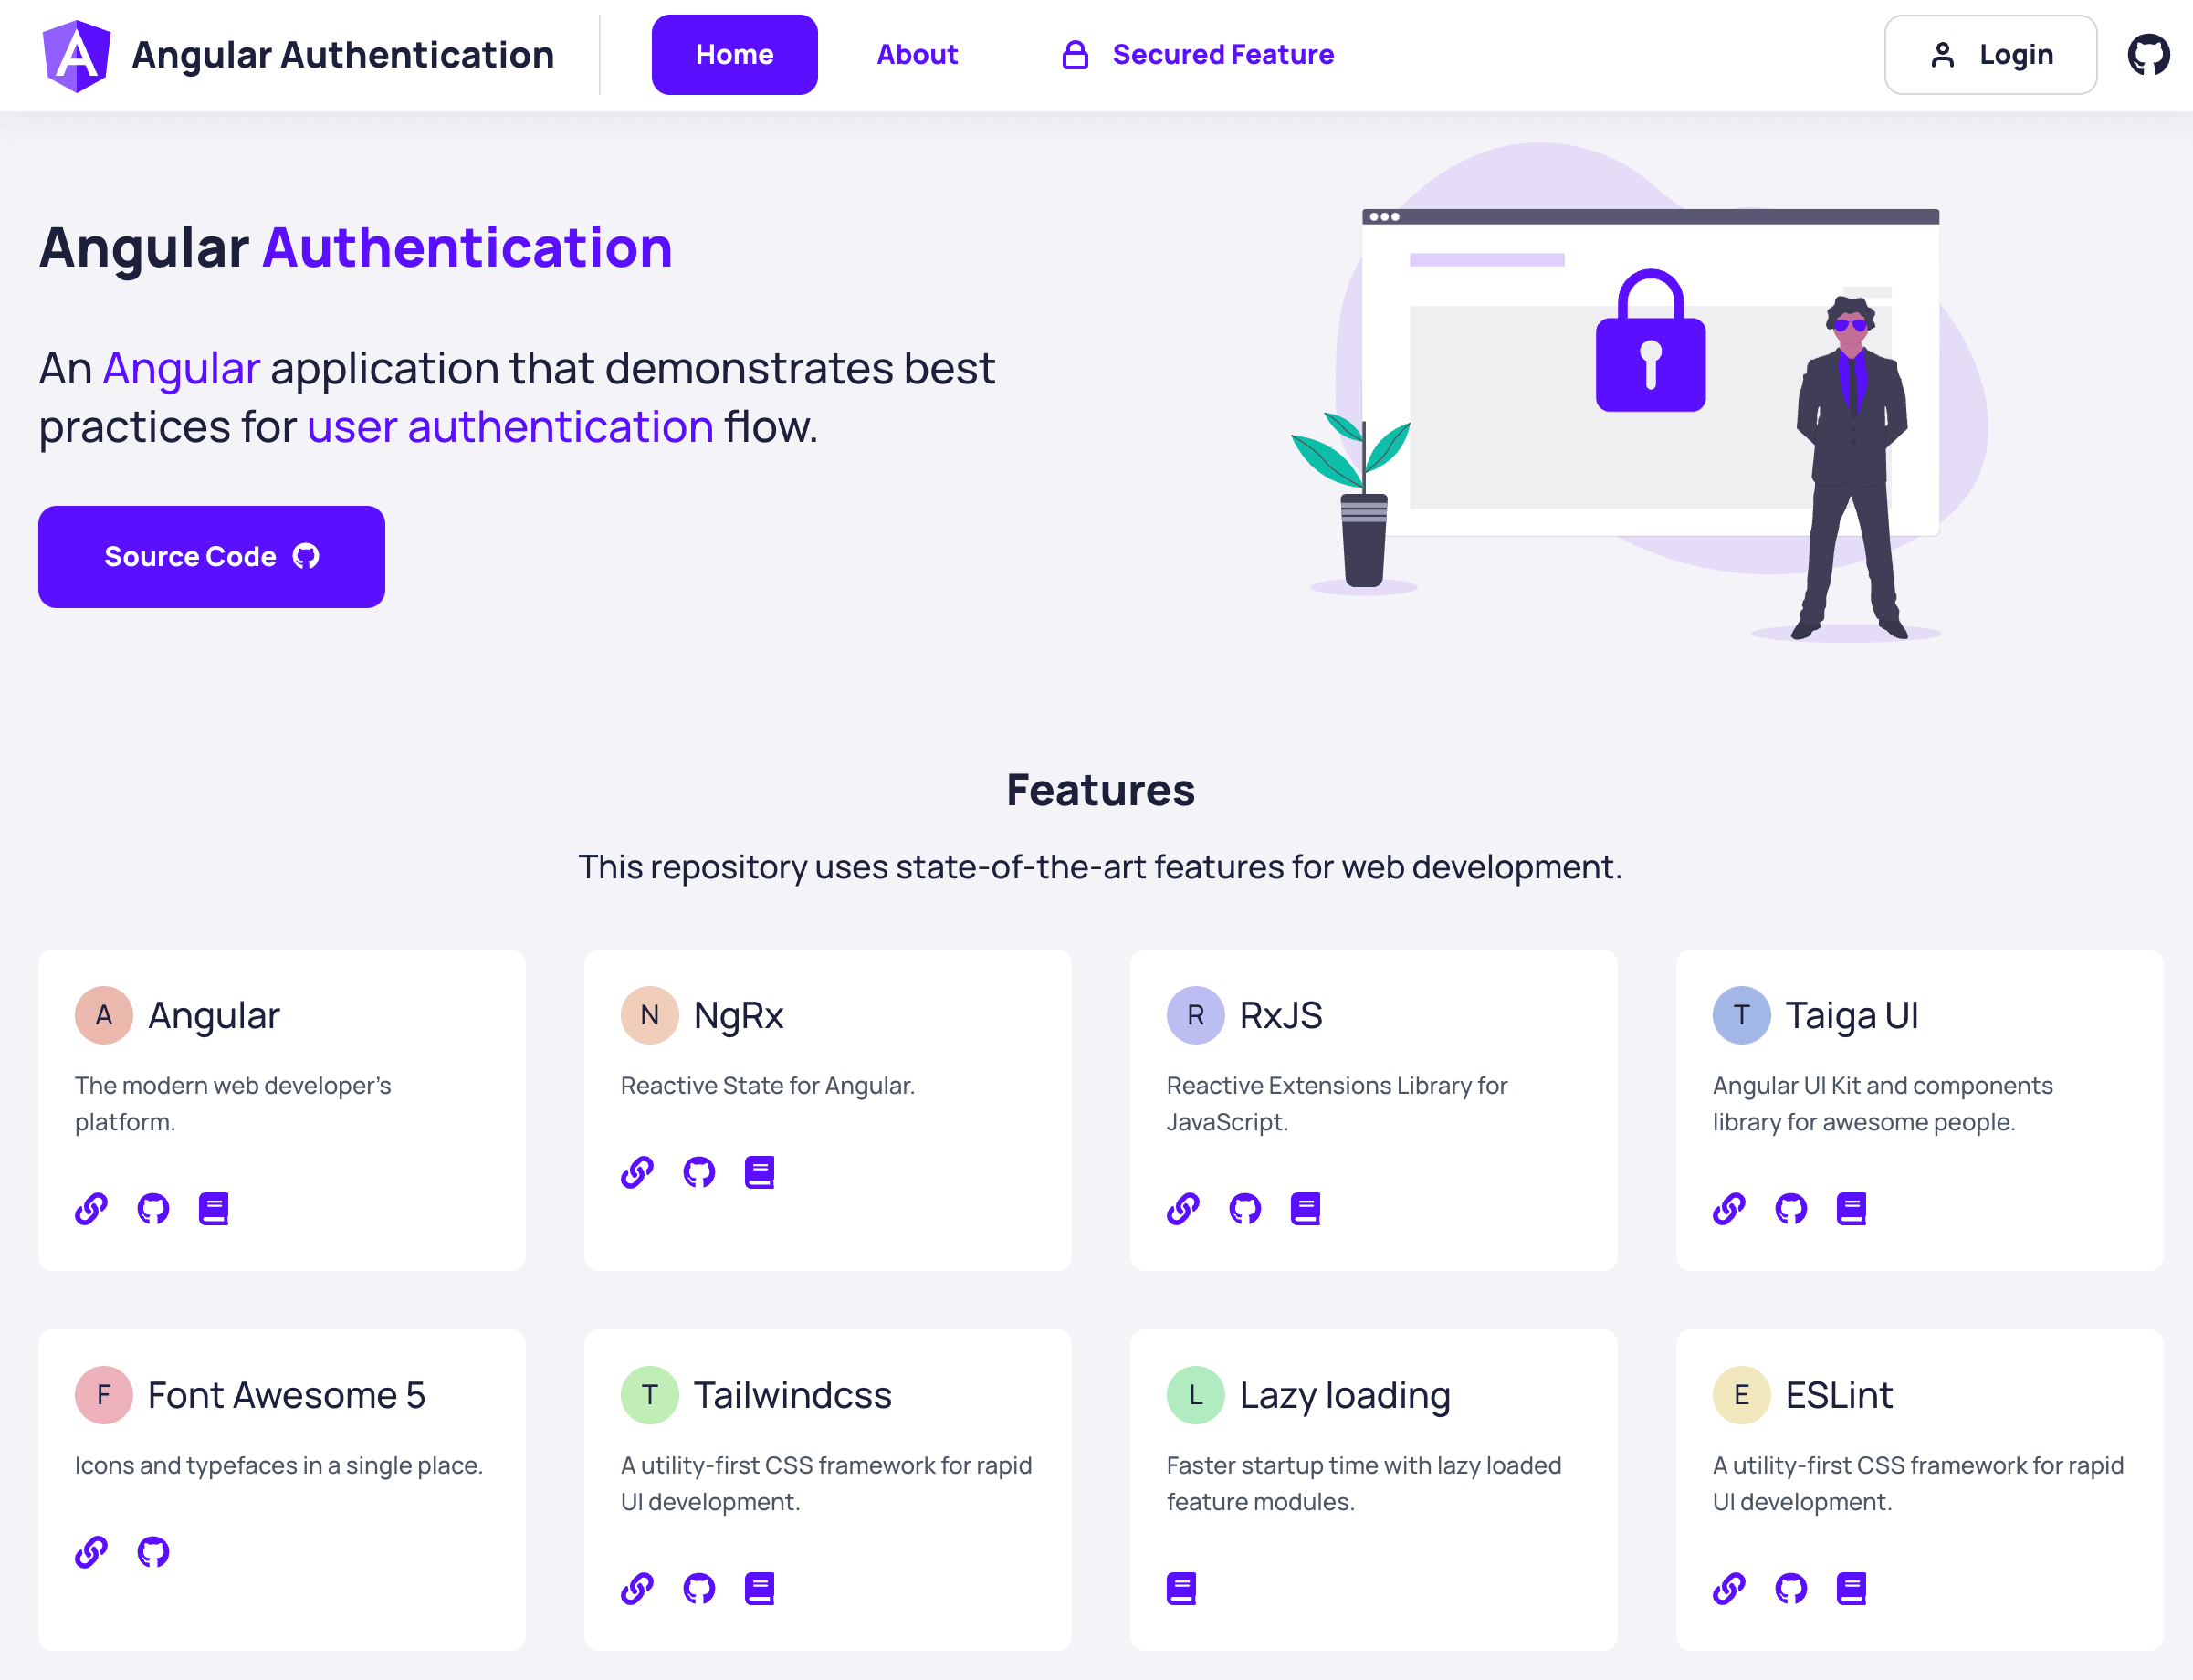 Angular Authentication
Home
About
Secured Feature
Login
Angular Authentication
An Angular application that demonstrates best
practices for user authentication flow.
Source Code
Features
This repository uses state-of-the-art features for web development.
A Angular
The modern web developer's
platform.
N NgRx
Reactive State for Angular.
R RxJS
Reactive Extensions Library for
JavaScript.
T Taiga UI
Angular UI Kit and components
library for awesome people.
F Font Awesome 5
Icons and typefaces in a single place.
T Tailwindcss
A utility-first CSS framework for rapid
UI development.
L Lazy loading
Faster startup time with lazy loaded
feature modules.
E ESLint
A utility-first CSS framework for rapid
UI development.